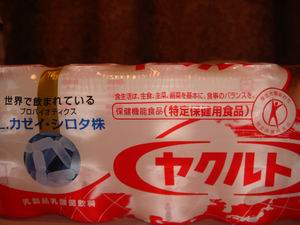 世界で飲まれている
プロバイオティクス
L.カゼイ・シロタ株
食生活は、主食、主菜、副菜を基本に、食事のバランスを。
保健機能食品(特定保健用食品)
ヤクルト
乳製品乳酸菌飲料